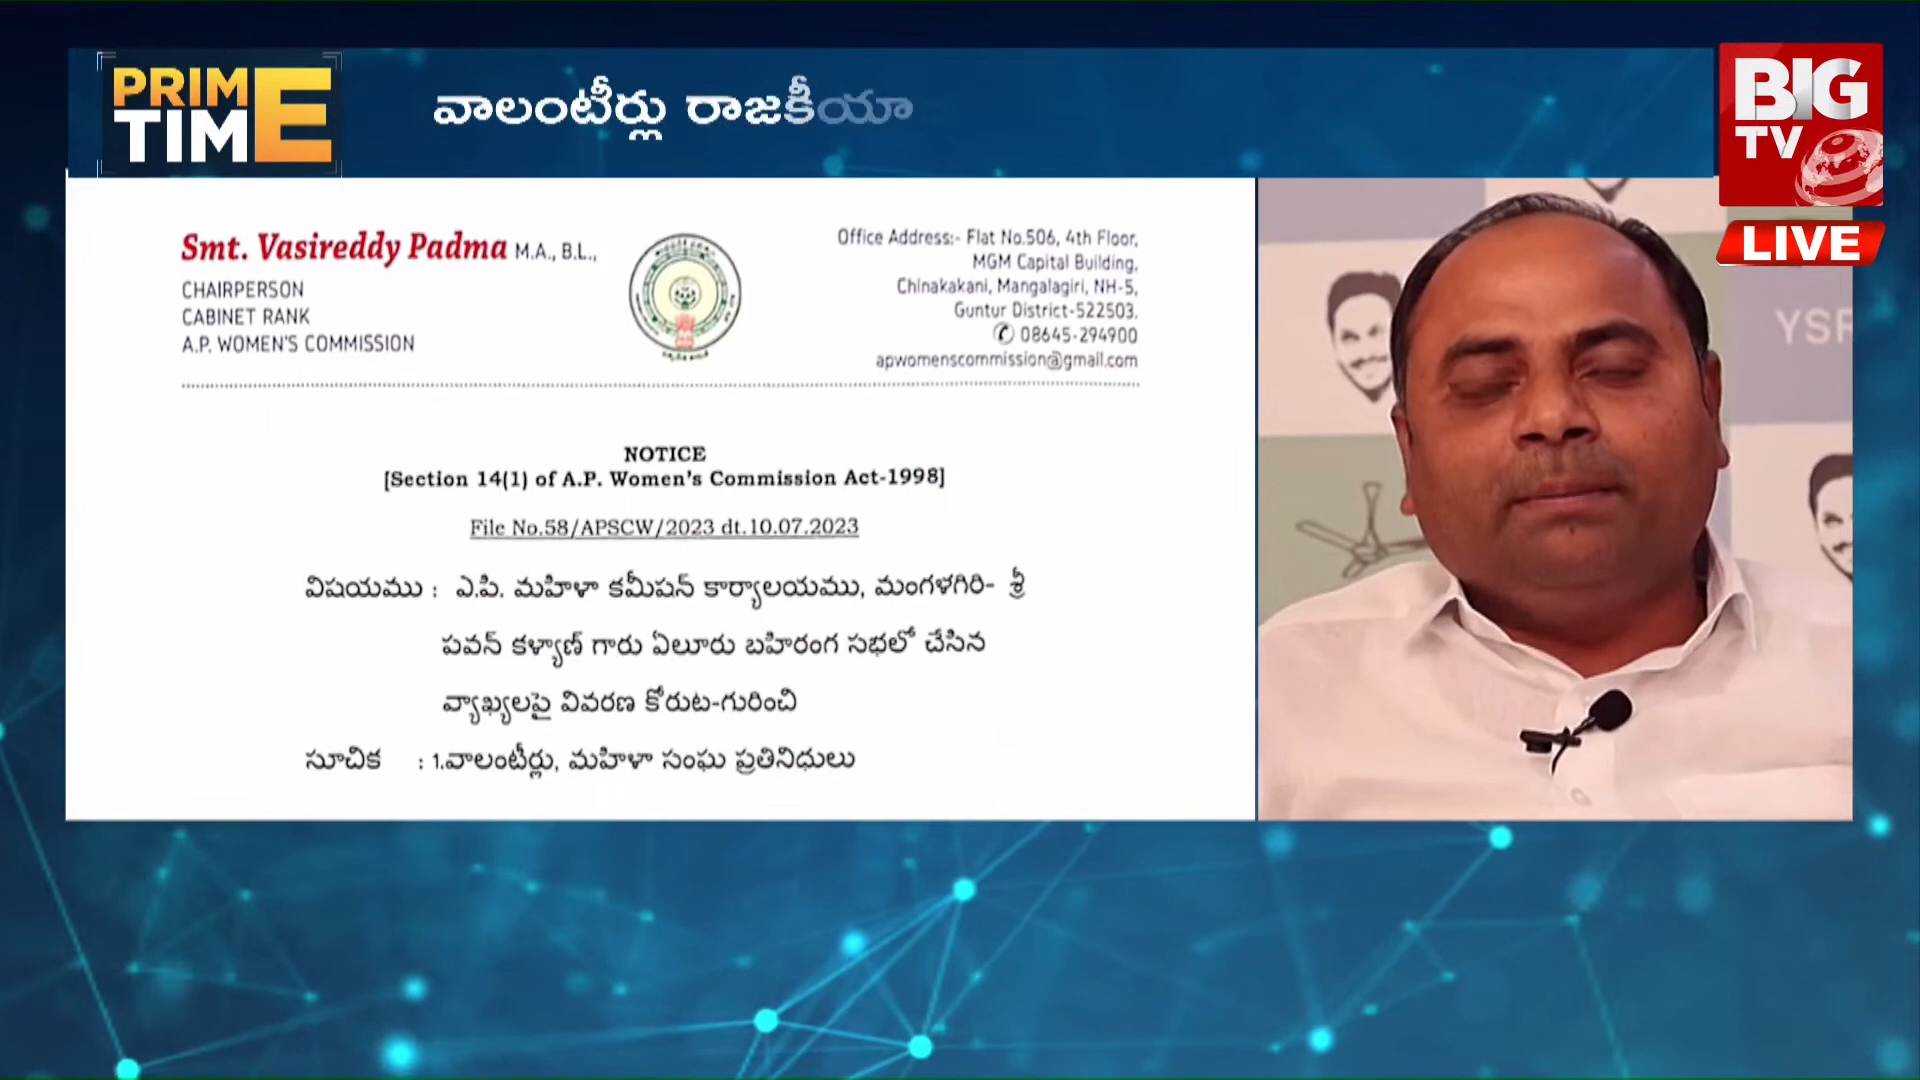 PRIME TIME
వాలంటీర్లు రాజకీయా
BIG TV
LIVE
Smt. Vasireddy Padma M.A., B.L.,
CHAIRPERSON
CABINET RANK
A.P. WOMEN'S COMMISSION
Office Address:- Flat No.506, 4th Floor,
MGM Capital Building,
Chinakakani, Mangalagiri, NH-5,
Guntur District-522503.
✆ 08645-294900
apwomenscommission@gmail.com
NOTICE
[Section 14(1) of A.P. Women's Commission Act-1998]
File No.58/APSCW/2023 dt.10.07.2023
విషయము : ఎ.పి. మహిళా కమీషన్ కార్యాలయము, మంగళగిరి- శ్రీ
పవన్ కళ్యాణ్ గారు ఏలూరు బహిరంగ సభలో చేసిన
వ్యాఖ్యలపై వివరణ కోరుట-గురించి
సూచిక : 1.వాలంటీర్లు, మహిళా సంఘ ప్రతినిధులు
YSR